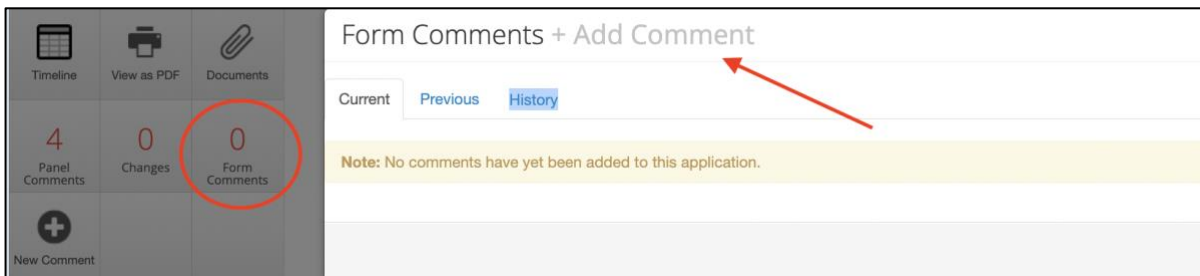 Timeline
View as PDF
Documents
4
Panel
Comments
0
Changes
0
Form
Comments
New Comment
Form Comments + Add Comment
Current Previous History
Note: No comments have yet been added to this application.